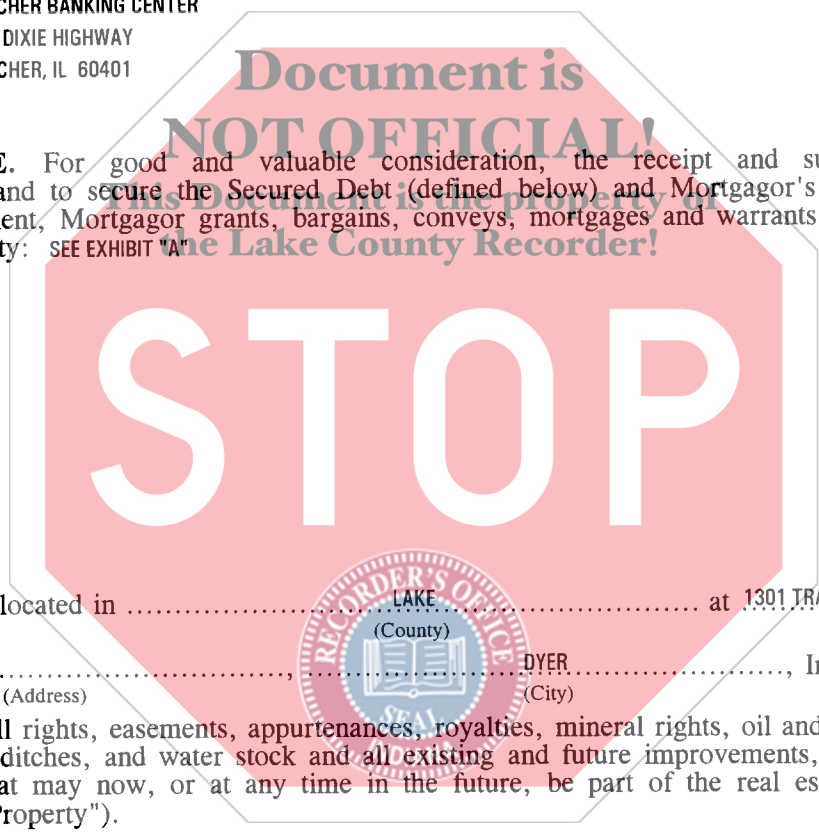 CHER BANKING CENTER
DIXIE HIGHWAY
CHER, IL 60401
Document is
NOT OFFICIAL!
E. For good and valuable consideration, the receipt and su
and to secure the Secured Debt (defined below) and Mortgagor's
This Document is the property of
ent, Mortgagor grants, bargains, conveys, mortgages and warrants
ty: SEE EXHIBIT "A"
the Lake County Recorder!
STOP
located in LAKE at 1301 TRA
(County)
, DYER , In
(Address) (City)
RECORDER'S OFFICE
SEAL
INDIANA
ll rights, easements, appurtenances, royalties, mineral rights, oil and
ditches, and water stock and all existing and future improvements,
at may now, or at any time in the future, be part of the real es
Property").